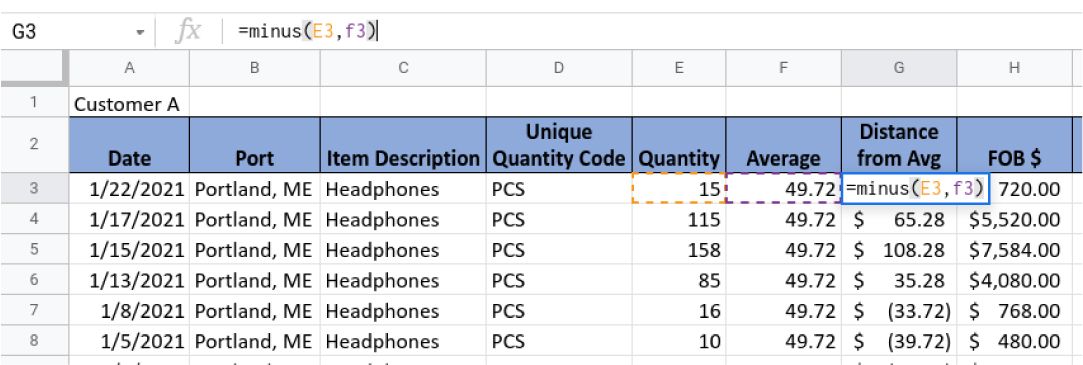 G3 fx =minus(E3,f3)
A B C D E F G H
1 Customer A
2 Date Port Item Description Unique Quantity Code Quantity Average Distance from Avg FOB $
3 1/22/2021 Portland, ME Headphones PCS 15 49.72 =minus(E3,f3) 720.00
4 1/17/2021 Portland, ME Headphones PCS 115 49.72 $ 65.28 $5,520.00
5 1/15/2021 Portland, ME Headphones PCS 158 49.72 $ 108.28 $7,584.00
6 1/13/2021 Portland, ME Headphones PCS 85 49.72 $ 35.28 $4,080.00
7 1/8/2021 Portland, ME Headphones PCS 16 49.72 $ (33.72) $ 768.00
8 1/5/2021 Portland, ME Headphones PCS 10 49.72 $ (39.72) $ 480.00